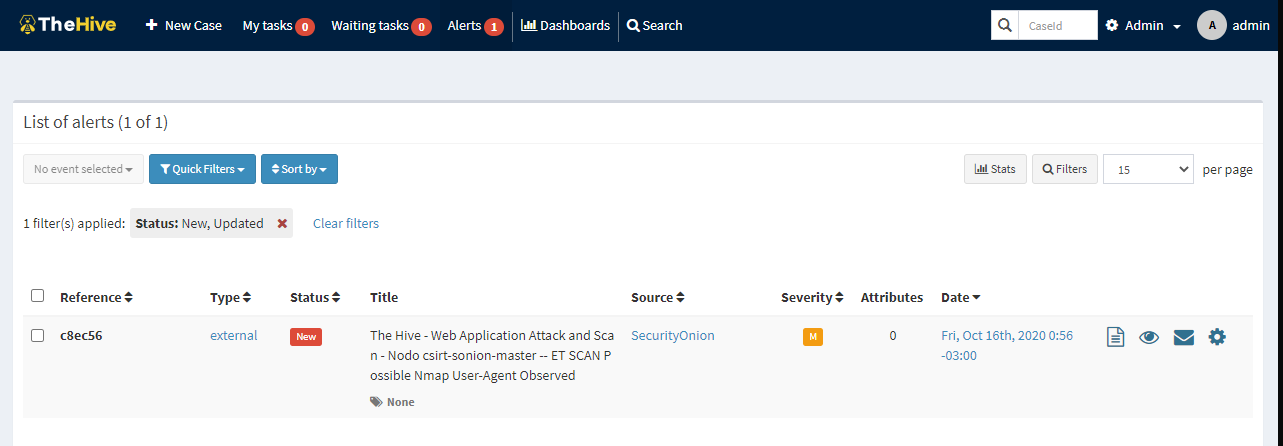 TheHive + New Case My tasks 0 Waiting tasks 0 Alerts 1 Dashboards Search CaseId Admin A admin
List of alerts (1 of 1)
No event selected Quick Filters Sort by Stats Filters 15 per page
1 filter(s) applied: Status: New, Updated Clear filters
Reference Type Status Title Source Severity Attributes Date
c8ec56 external New The Hive - Web Application Attack and Sca SecurityOnion M 0 Fri, Oct 16th, 2020 0:56
n - Nodo csirt-sonion-master -- ET SCAN P -03:00
ossible Nmap User-Agent Observed
None